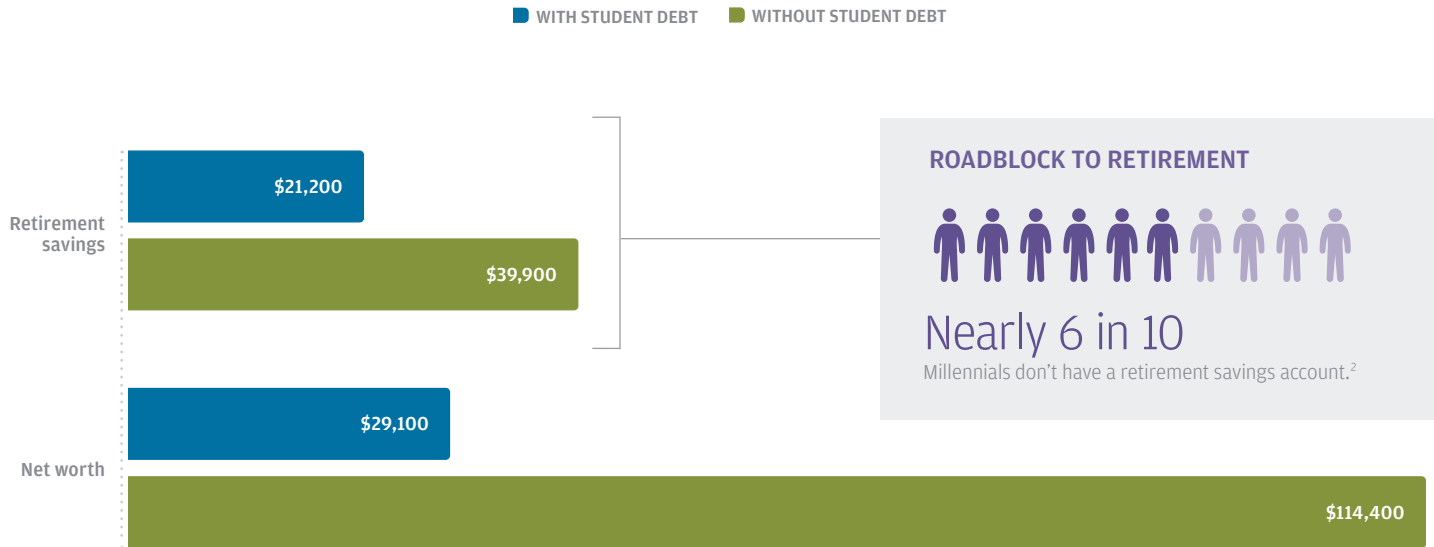 WITH STUDENT DEBT
WITHOUT STUDENT DEBT
Retirement
savings
$21,200
$39,900
ROADBLOCK TO RETIREMENT
Nearly 6 in 10
Millennials don't have a retirement savings account.2
Net worth
$29,100
$114,400